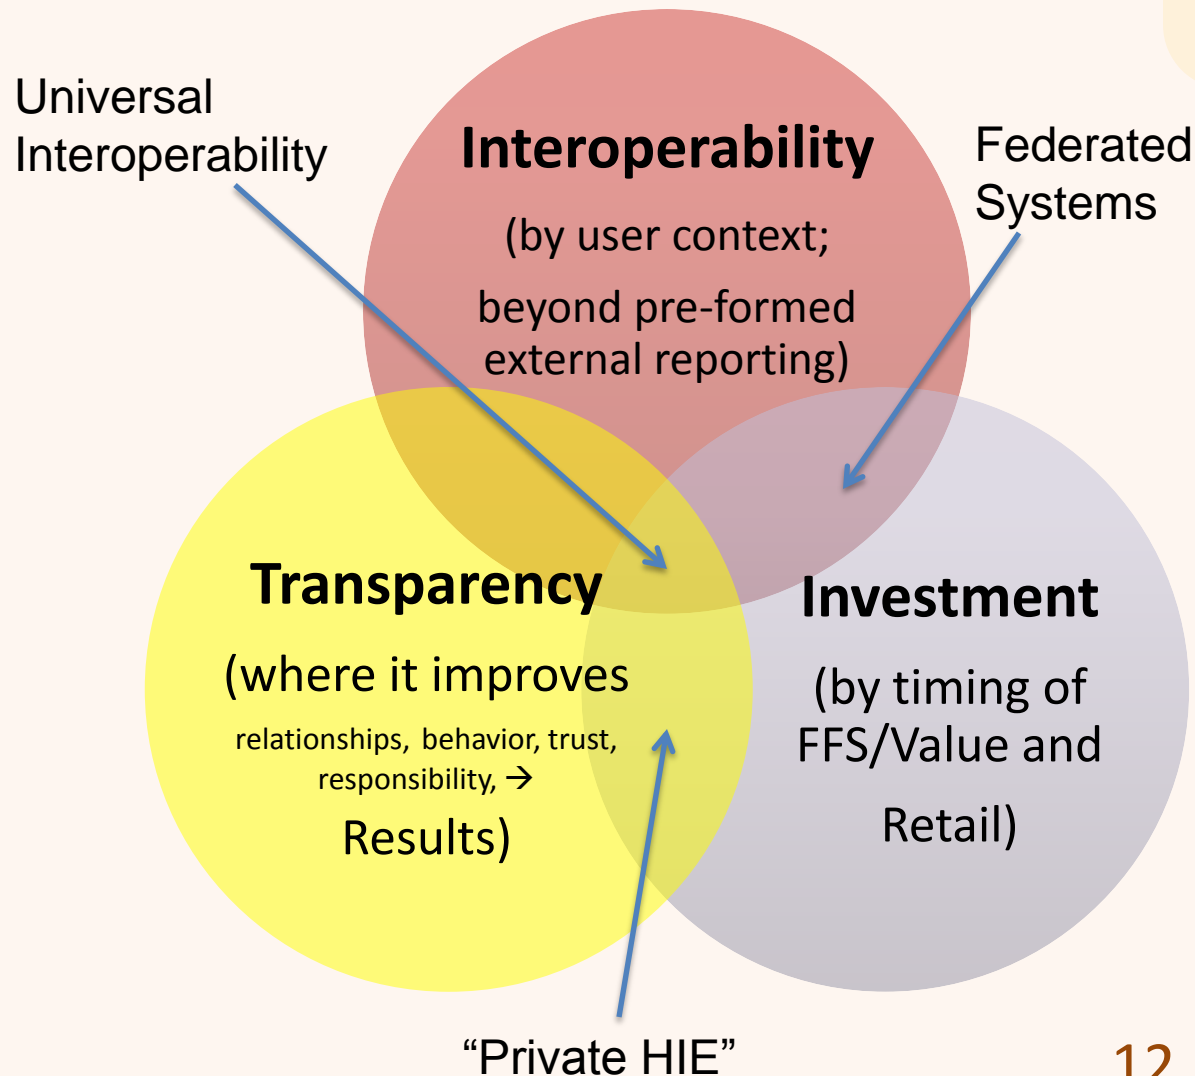 Universal
Interoperability
Interoperability
(by user context;
beyond pre-formed
external reporting)
Federated
Systems
Transparency
(where it improves
relationships, behavior, trust,
responsibility, →
Results)
Investment
(by timing of
FFS/Value and
Retail)
“Private HIE”
12